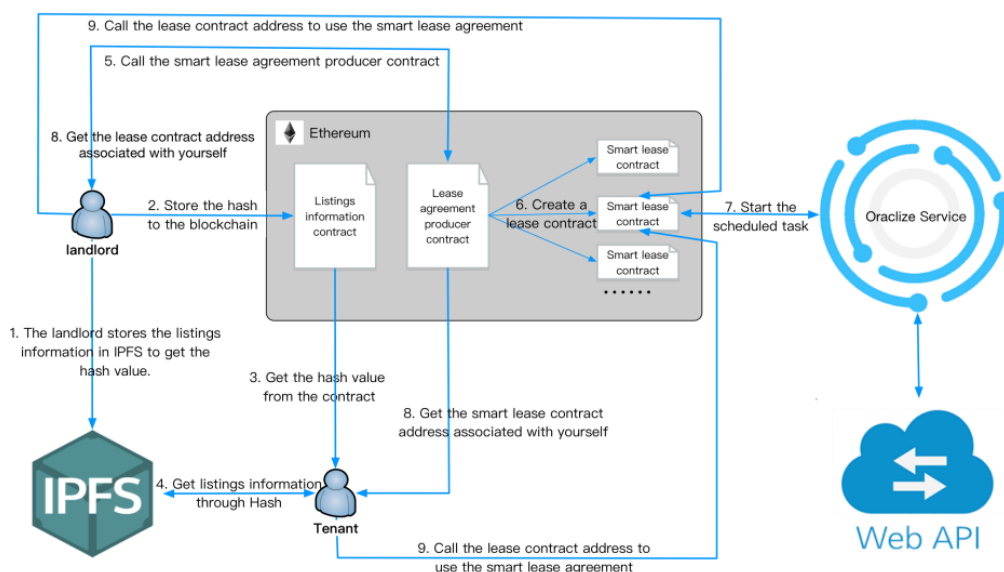 9. Call the lease contract address to use the smart lease agreement
5. Call the smart lease agreement producer contract
8. Get the lease contract address
associated with yourself
Ethereum
landlord
2. Store the hash
to the blockchain
Listings
information
contract
Lease
agreement
producer
contract
6. Create a
lease contract
Smart lease
contract
Smart lease
contract
Smart lease
contract
......
7. Start the
scheduled task
Oraclize Service
1. The landlord stores the listings
information in IPFS to get the
hash value.
3. Get the hash value
from the contract
8. Get the smart lease contract
address associated with yourself
IPFS
4. Get listings information
through Hash
Tenant
9. Call the lease contract address to
use the smart lease agreement
Web API